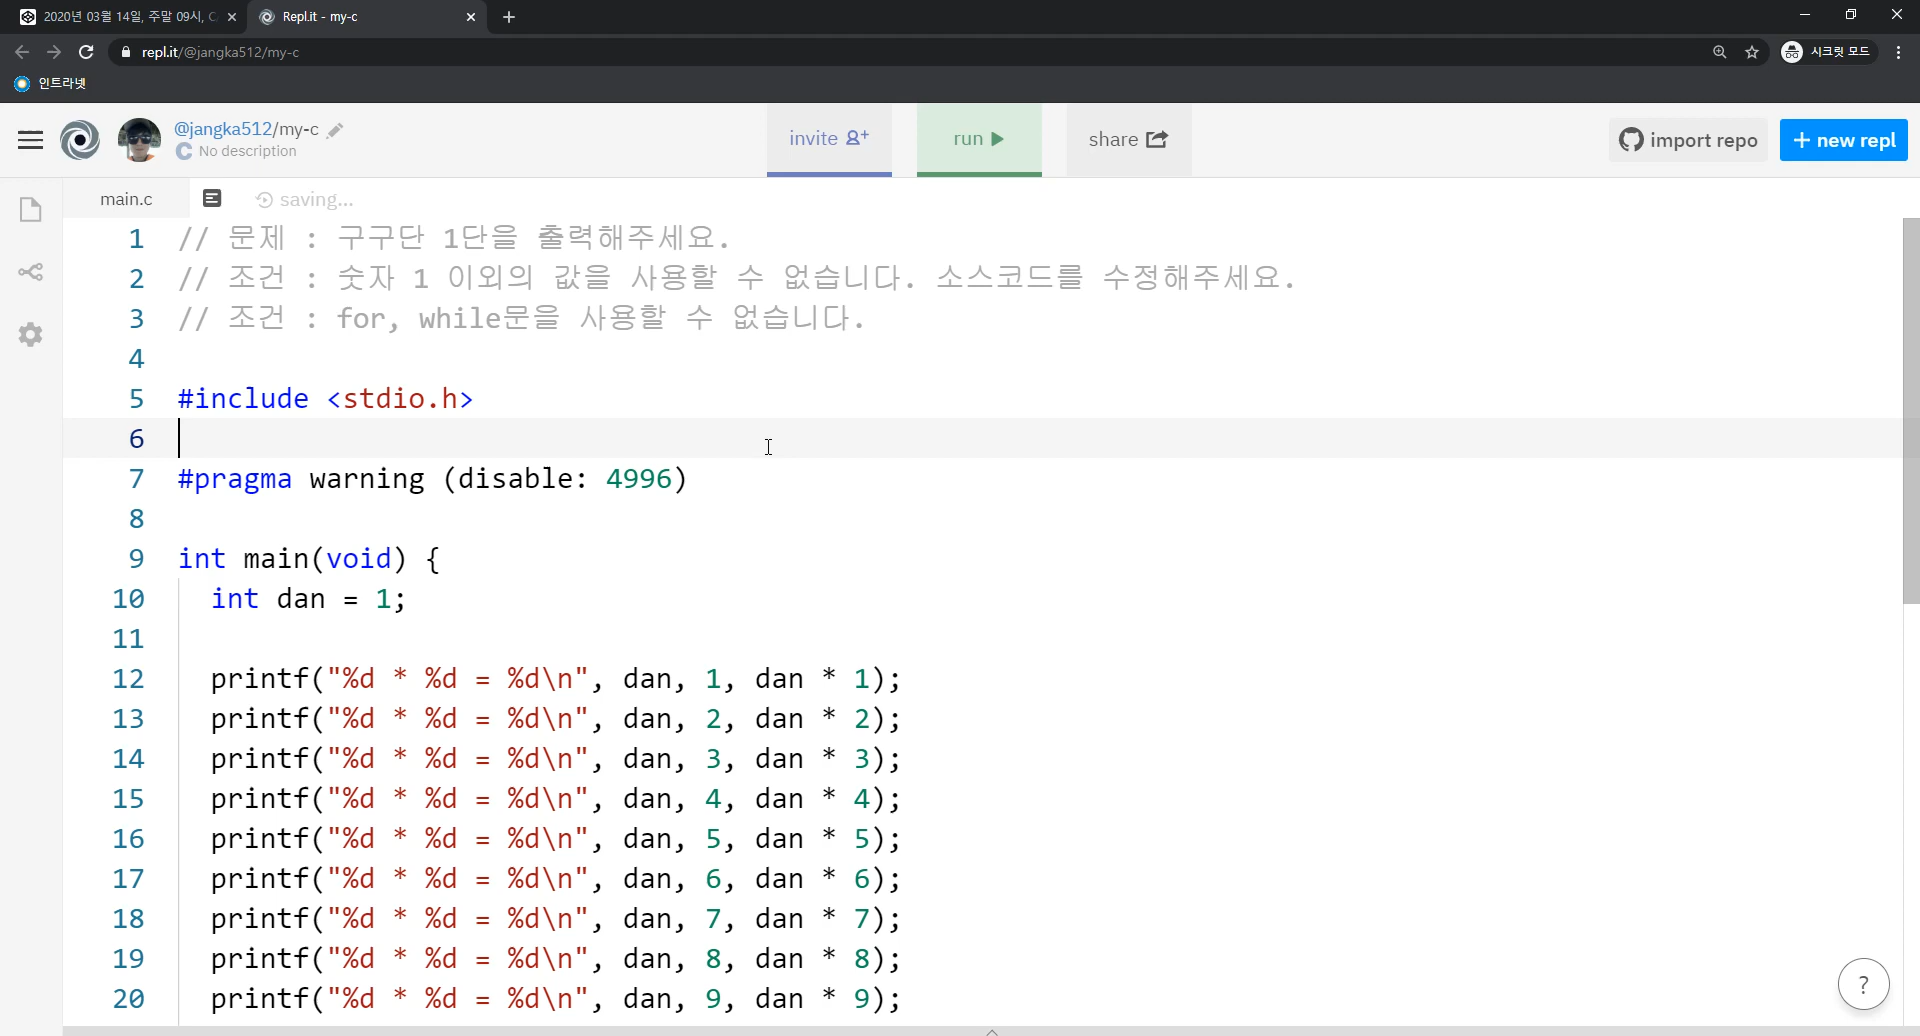 2020년 03월 14일, 주말 09시, C
Repl.it - my-c
repl.it/@jangka512/my-c
시크릿 모드
인트라넷
@jangka512/my-c
C No description
invite
run
share
import repo
+ new repl
main.c
saving...
1 // 문제 : 구구단 1단을 출력해주세요.
2 // 조건 : 숫자 1 이외의 값을 사용할 수 없습니다. 소스코드를 수정해주세요.
3 // 조건 : for, while문을 사용할 수 없습니다.
4
5 #include <stdio.h>
6
7 #pragma warning (disable: 4996)
8
9 int main(void) {
10 int dan = 1;
11
12 printf("%d * %d = %d\n", dan, 1, dan * 1);
13 printf("%d * %d = %d\n", dan, 2, dan * 2);
14 printf("%d * %d = %d\n", dan, 3, dan * 3);
15 printf("%d * %d = %d\n", dan, 4, dan * 4);
16 printf("%d * %d = %d\n", dan, 5, dan * 5);
17 printf("%d * %d = %d\n", dan, 6, dan * 6);
18 printf("%d * %d = %d\n", dan, 7, dan * 7);
19 printf("%d * %d = %d\n", dan, 8, dan * 8);
20 printf("%d * %d = %d\n", dan, 9, dan * 9);
?